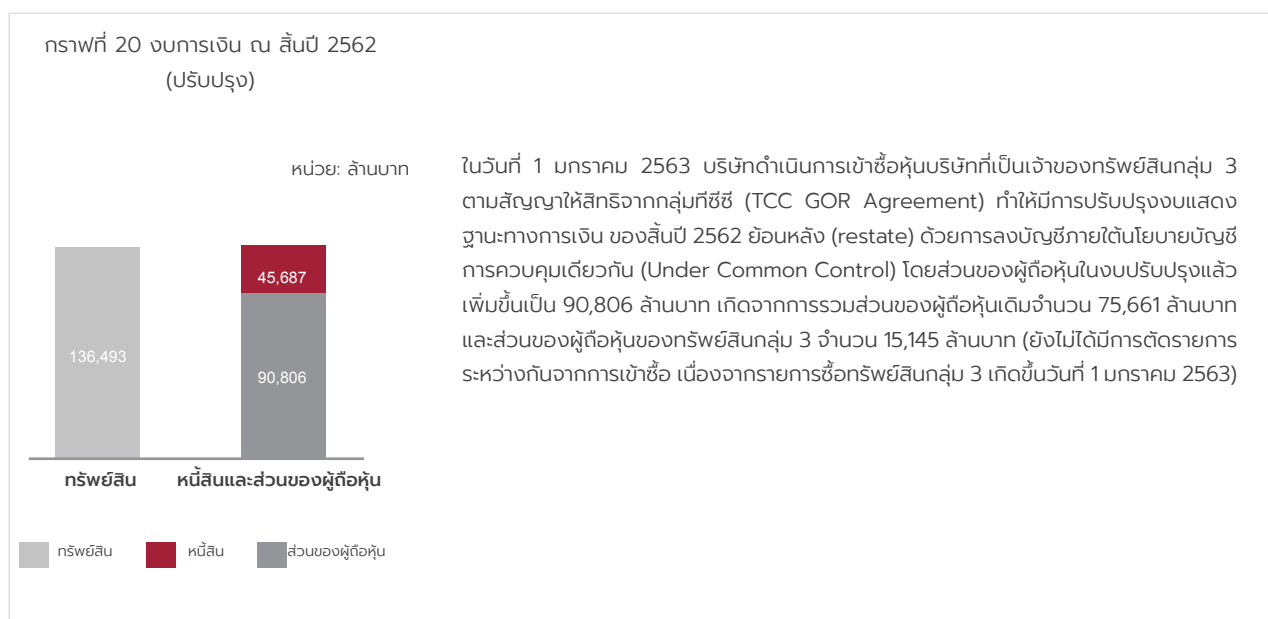 กราฟที่ 20 งบการเงิน ณ สิ้นปี 2562
(ปรับปรุง)
หน่วย: ล้านบาท
45,687
136,493
90,806
ทรัพย์สิน หนี้สินและส่วนของผู้ถือหุ้น
ทรัพย์สิน หนี้สิน ส่วนของผู้ถือหุ้น
ในวันที่ 1 มกราคม 2563 บริษัทดำเนินการเข้าซื้อหุ้นบริษัทที่เป็นเจ้าของทรัพย์สินกลุ่ม 3
ตามสัญญาให้สิทธิจากกลุ่มทีซีซี (TCC GOR Agreement) ทำให้มีการปรับปรุงงบแสดง
ฐานะทางการเงิน ของสิ้นปี 2562 ย้อนหลัง (restate) ด้วยการลงบัญชีภายใต้นโยบายบัญชี
การควบคุมเดียวกัน (Under Common Control) โดยส่วนของผู้ถือหุ้นในงบปรับปรุงแล้ว
เพิ่มขึ้นเป็น 90,806 ล้านบาท เกิดจากการรวมส่วนของผู้ถือหุ้นเดิมจำนวน 75,661 ล้านบาท
และส่วนของผู้ถือหุ้นของทรัพย์สินกลุ่ม 3 จำนวน 15,145 ล้านบาท (ยังไม่ได้มีการตัดรายการ
ระหว่างกันจากการเข้าซื้อ เนื่องจากรายการซื้อทรัพย์สินกลุ่ม 3 เกิดขึ้นวันที่ 1 มกราคม 2563)